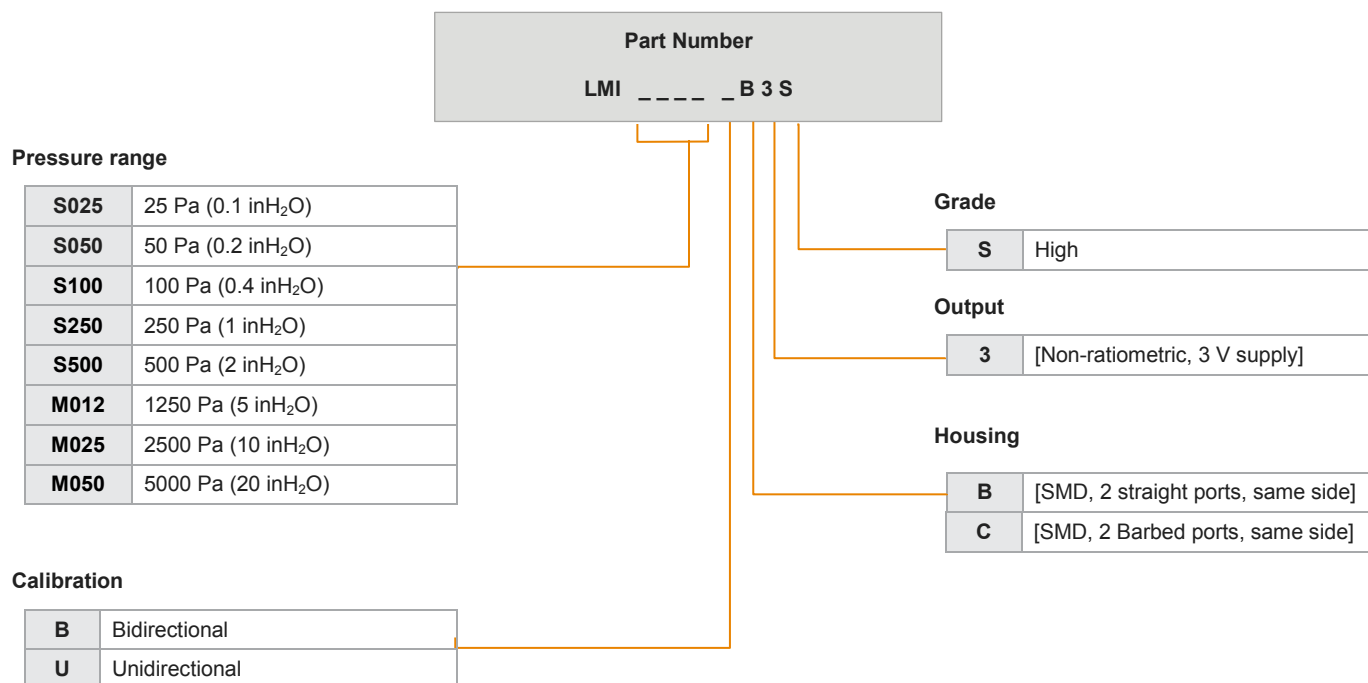 Part Number
LMI _ _ _ _ _ B 3 S
Pressure range
S025 25 Pa (0.1 inH₂O)
S050 50 Pa (0.2 inH₂O)
S100 100 Pa (0.4 inH₂O)
S250 250 Pa (1 inH₂O)
S500 500 Pa (2 inH₂O)
M012 1250 Pa (5 inH₂O)
M025 2500 Pa (10 inH₂O)
M050 5000 Pa (20 inH₂O)
Calibration
B Bidirectional
U Unidirectional
Grade
S High
Output
3 [Non-ratiometric, 3 V supply]
Housing
B [SMD, 2 straight ports, same side]
C [SMD, 2 Barbed ports, same side]